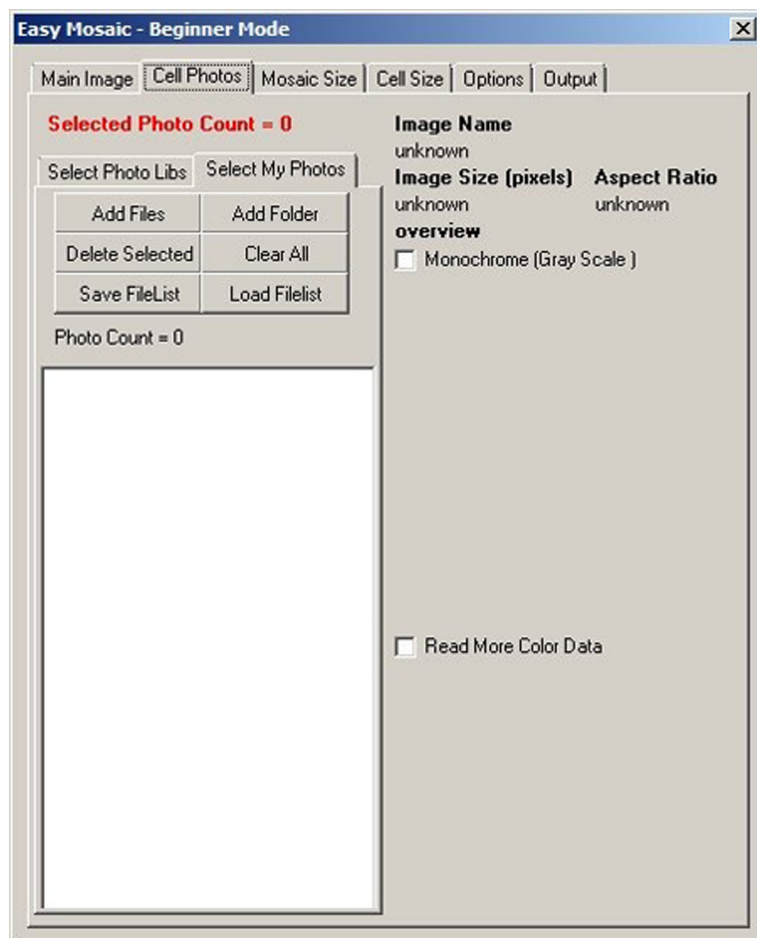 Easy Mosaic - Beginner Mode
Main Image Cell Photos Mosaic Size Cell Size Options Output
Selected Photo Count = 0
Select Photo Libs Select My Photos
Add Files Add Folder
Delete Selected Clear All
Save FileList Load Filelist
Photo Count = 0
Image Name
unknown
Image Size (pixels) Aspect Ratio
unknown unknown
overview
Monochrome (Gray Scale )
Read More Color Data